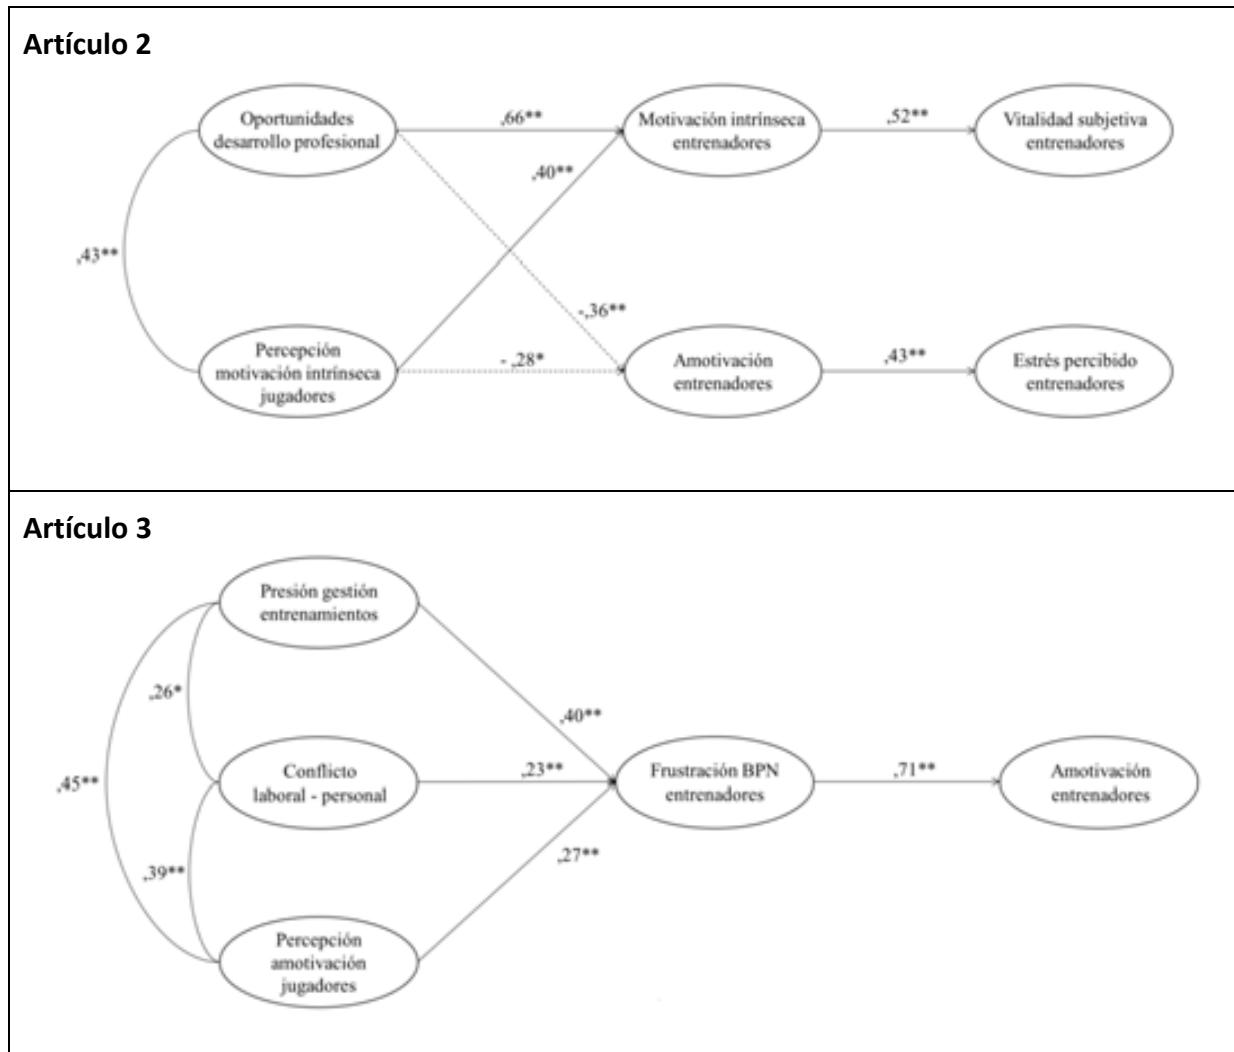 Artículo 2
Oportunidades
desarrollo profesional
,66**
Motivación intrínseca
entrenadores
,52**
Vitalidad subjetiva
entrenadores
,40**
,43**
-,36**
Percepción
motivación intrínseca
jugadores
- ,28*
Amotivación
entrenadores
,43**
Estrés percibido
entrenadores
Artículo 3
Presión gestión
entrenamientos
,26*
,40**
,45**
Conflicto
laboral - personal
,23**
Frustración BPN
entrenadores
,71**
Amotivación
entrenadores
,39**
,27**
Percepción
amotivación
jugadores